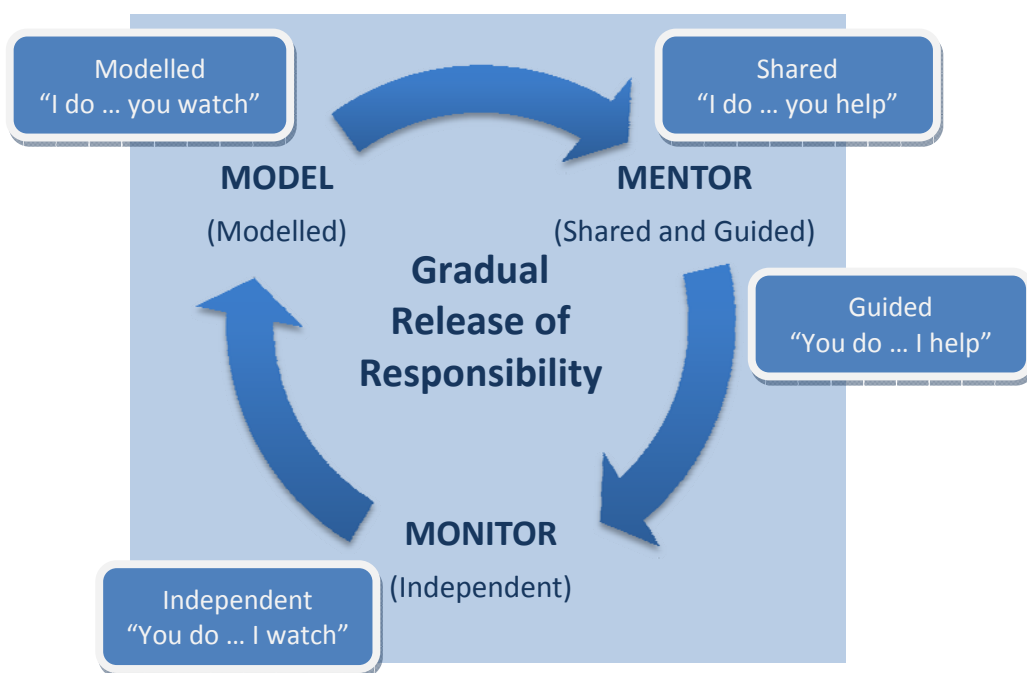 Modelled
“I do … you watch”
Shared
“I do … you help”
MODEL
(Modelled)
MENTOR
(Shared and Guided)
Gradual
Release of
Responsibility
Guided
“You do … I help”
MONITOR
(Independent)
Independent
“You do … I watch”